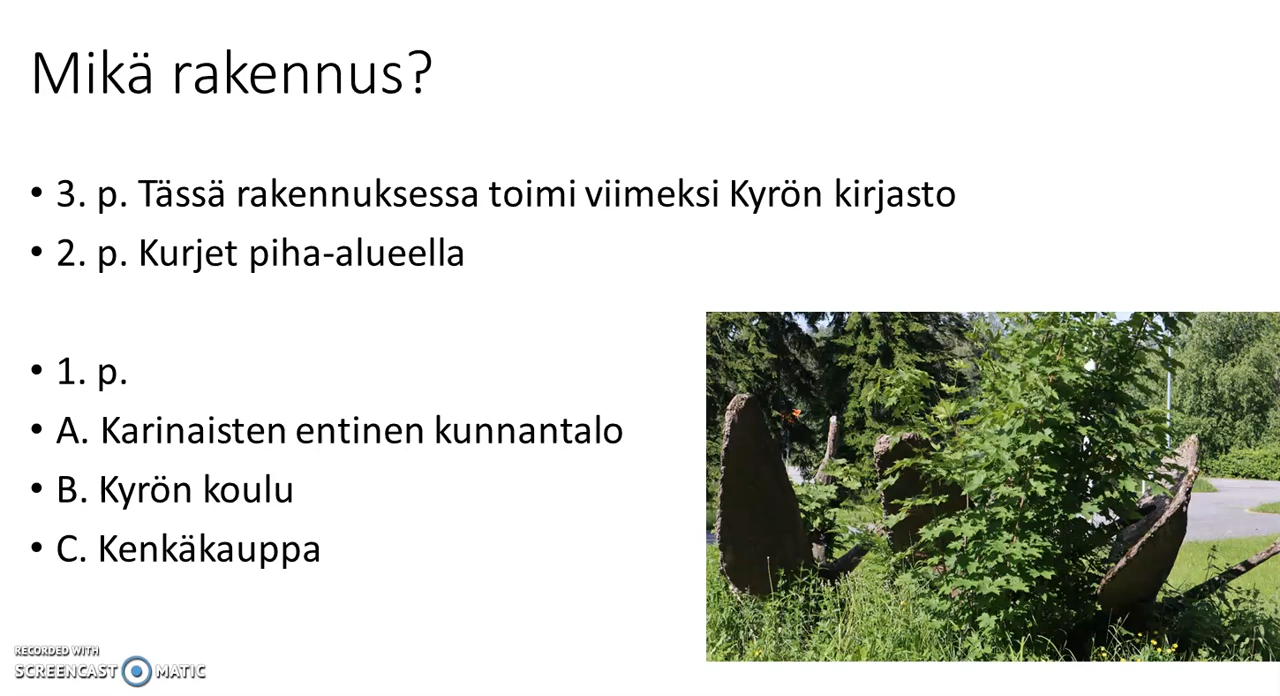 Mikä rakennus?
• 3. p. Tässä rakennuksessa toimi viimeksi Kyrön kirjasto
• 2. p. Kurjet piha-alueella
• 1. p.
• A. Karinaisten entinen kunnantalo
• B. Kyrön koulu
• C. Kenkäkauppa
RECORDED WITH
SCREENCAST MATIC